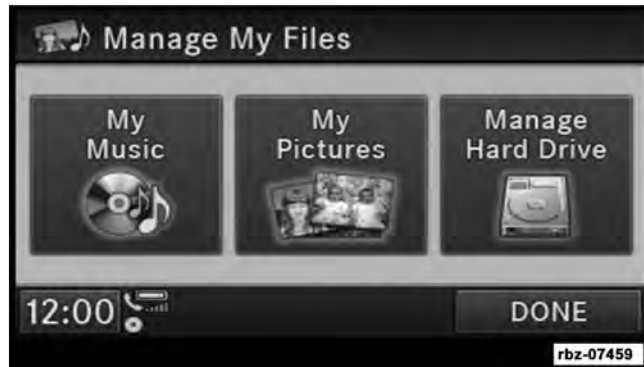 Manage My Files
My
Music
My
Pictures
Manage
Hard Drive
12:00
DONE
rbz-07459